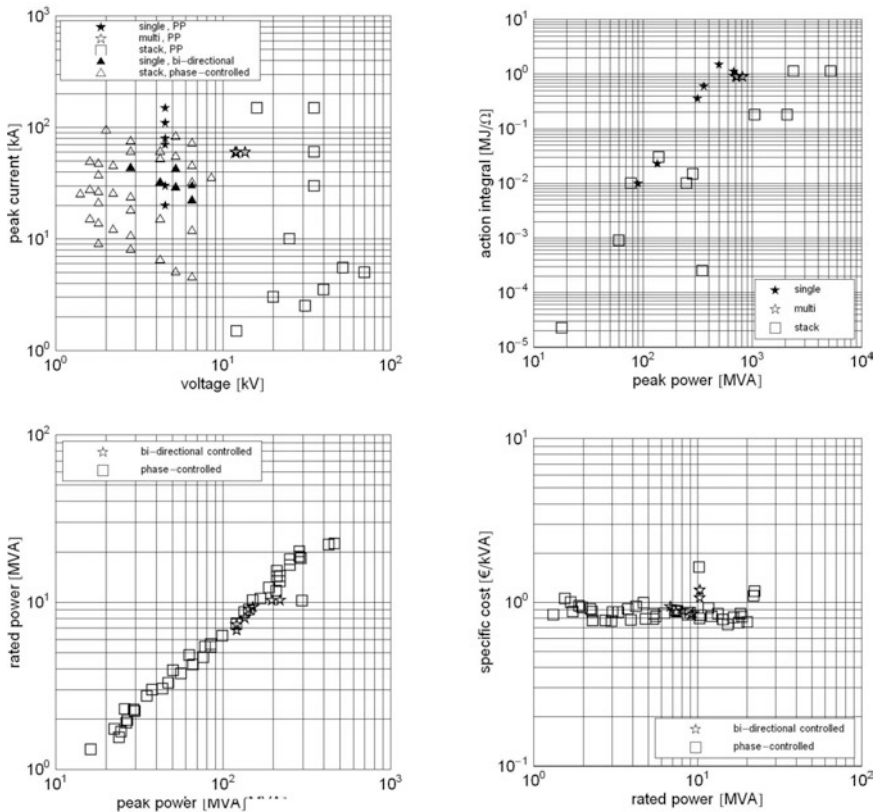 10³
single, PP
multi, PP
stack, PP
single, bi-directional
stack, phase-controlled
10²
10¹
10⁰
peak current [kA]
10⁰
10¹
10²
voltage [kV]
10¹
10⁰
10⁻¹
10⁻²
10⁻³
10⁻⁴
10⁻⁵
action integral [MJ/Ω]
single
multi
stack
10¹
10²
10³
10⁴
peak power [MVA]
10²
bi-directional controlled
phase-controlled
10¹
10⁰
rated power [MVA]
10¹
10²
10³
peak power [MVA]
10¹
10⁰
10⁻¹
specific cost [€/kVA]
bi-directional controlled
phase-controlled
10⁰
10¹
10²
rated power [MVA]